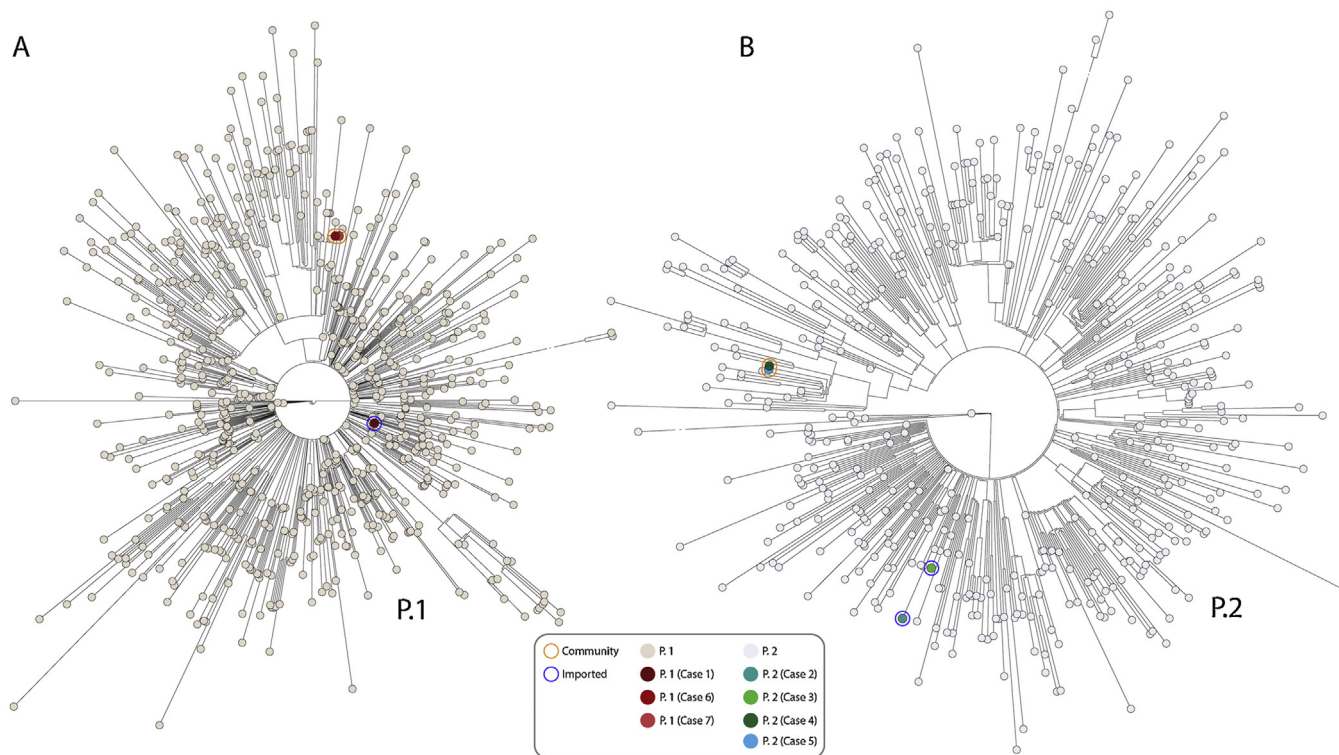 A
B
P.1
P.2
Community
P. 1
P. 2
Imported
P. 1 (Case 1)
P. 2 (Case 2)
P. 1 (Case 6)
P. 2 (Case 3)
P. 1 (Case 7)
P. 2 (Case 4)
P. 2 (Case 5)